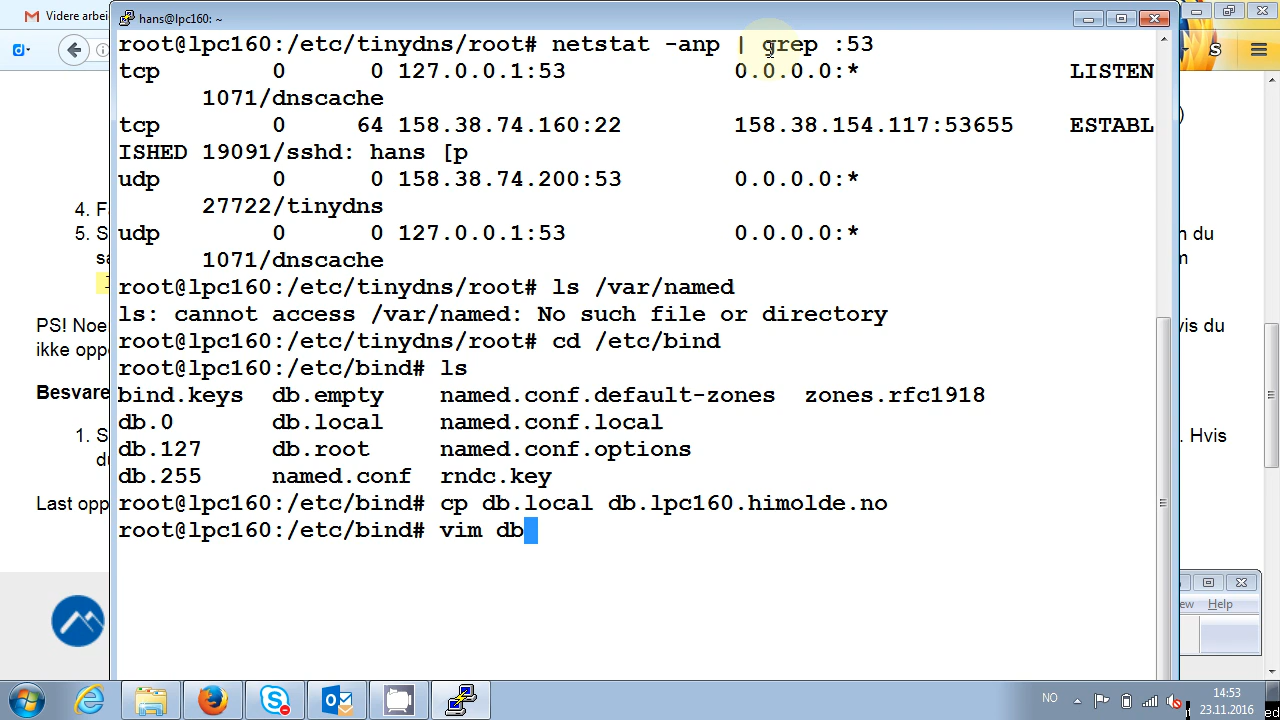 Videre arbei
hans@lpc160: ~
root@lpc160:/etc/tinydns/root# netstat -anp | grep :53
tcp 0 0 127.0.0.1:53 0.0.0.0:* LISTEN
1071/dnscache
tcp 0 64 158.38.74.160:22 158.38.154.117:53655 ESTABL
ISHED 19091/sshd: hans [p
udp 0 0 158.38.74.200:53 0.0.0.0:*
27722/tinydns
udp 0 0 127.0.0.1:53 0.0.0.0:*
1071/dnscache
root@lpc160:/etc/tinydns/root# ls /var/named
ls: cannot access /var/named: No such file or directory
root@lpc160:/etc/tinydns/root# cd /etc/bind
root@lpc160:/etc/bind# ls
bind.keys db.empty named.conf.default-zones zones.rfc1918
db.0 db.local named.conf.local
db.127 db.root named.conf.options
db.255 named.conf rndc.key
root@lpc160:/etc/bind# cp db.local db.lpc160.himolde.no
root@lpc160:/etc/bind# vim db
4. F
5. S
sa
n du
m
PS! Noe
vis du
ikke opp
Besvare
1. S
. Hvis
du
Last opp
ew Help
NO
14:53
23.11.2016
ed